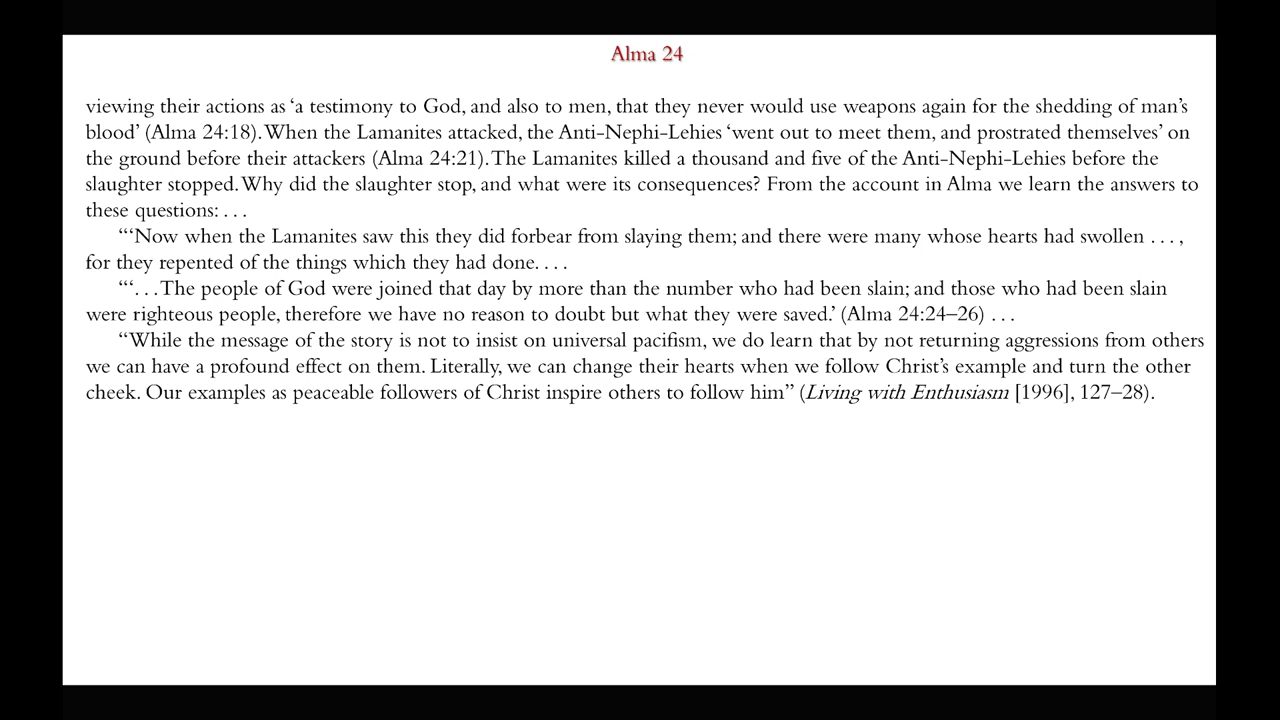 Alma 24
viewing their actions as ‘a testimony to God, and also to men, that they never would use weapons again for the shedding of man’s
blood’ (Alma 24:18). When the Lamanites attacked, the Anti-Nephi-Lehies ‘went out to meet them, and prostrated themselves’ on
the ground before their attackers (Alma 24:21). The Lamanites killed a thousand and five of the Anti-Nephi-Lehies before the
slaughter stopped. Why did the slaughter stop, and what were its consequences? From the account in Alma we learn the answers to
these questions: . . .
“‘Now when the Lamanites saw this they did forbear from slaying them; and there were many whose hearts had swollen . . . ,
for they repented of the things which they had done. . . .
“‘. . . The people of God were joined that day by more than the number who had been slain; and those who had been slain
were righteous people, therefore we have no reason to doubt but what they were saved.’ (Alma 24:24–26) . . .
“While the message of the story is not to insist on universal pacifism, we do learn that by not returning aggressions from others
we can have a profound effect on them. Literally, we can change their hearts when we follow Christ’s example and turn the other
cheek. Our examples as peaceable followers of Christ inspire others to follow him” (Living with Enthusiasm [1996], 127–28).